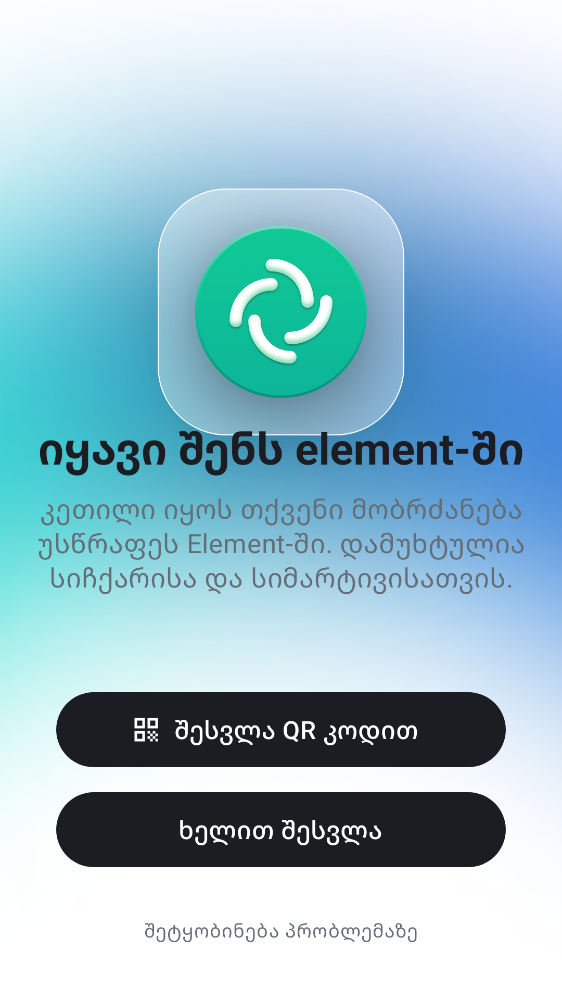 იყავი შენს element-ში
კეთილი იყოს თქვენი მობრძანება
უსწრაფეს Element-ში. დამუხტულია
სიჩქარისა და სიმარტივისათვის.
შესვლა QR კოდით
ხელით შესვლა
შეტყობინება პრობლემაზე